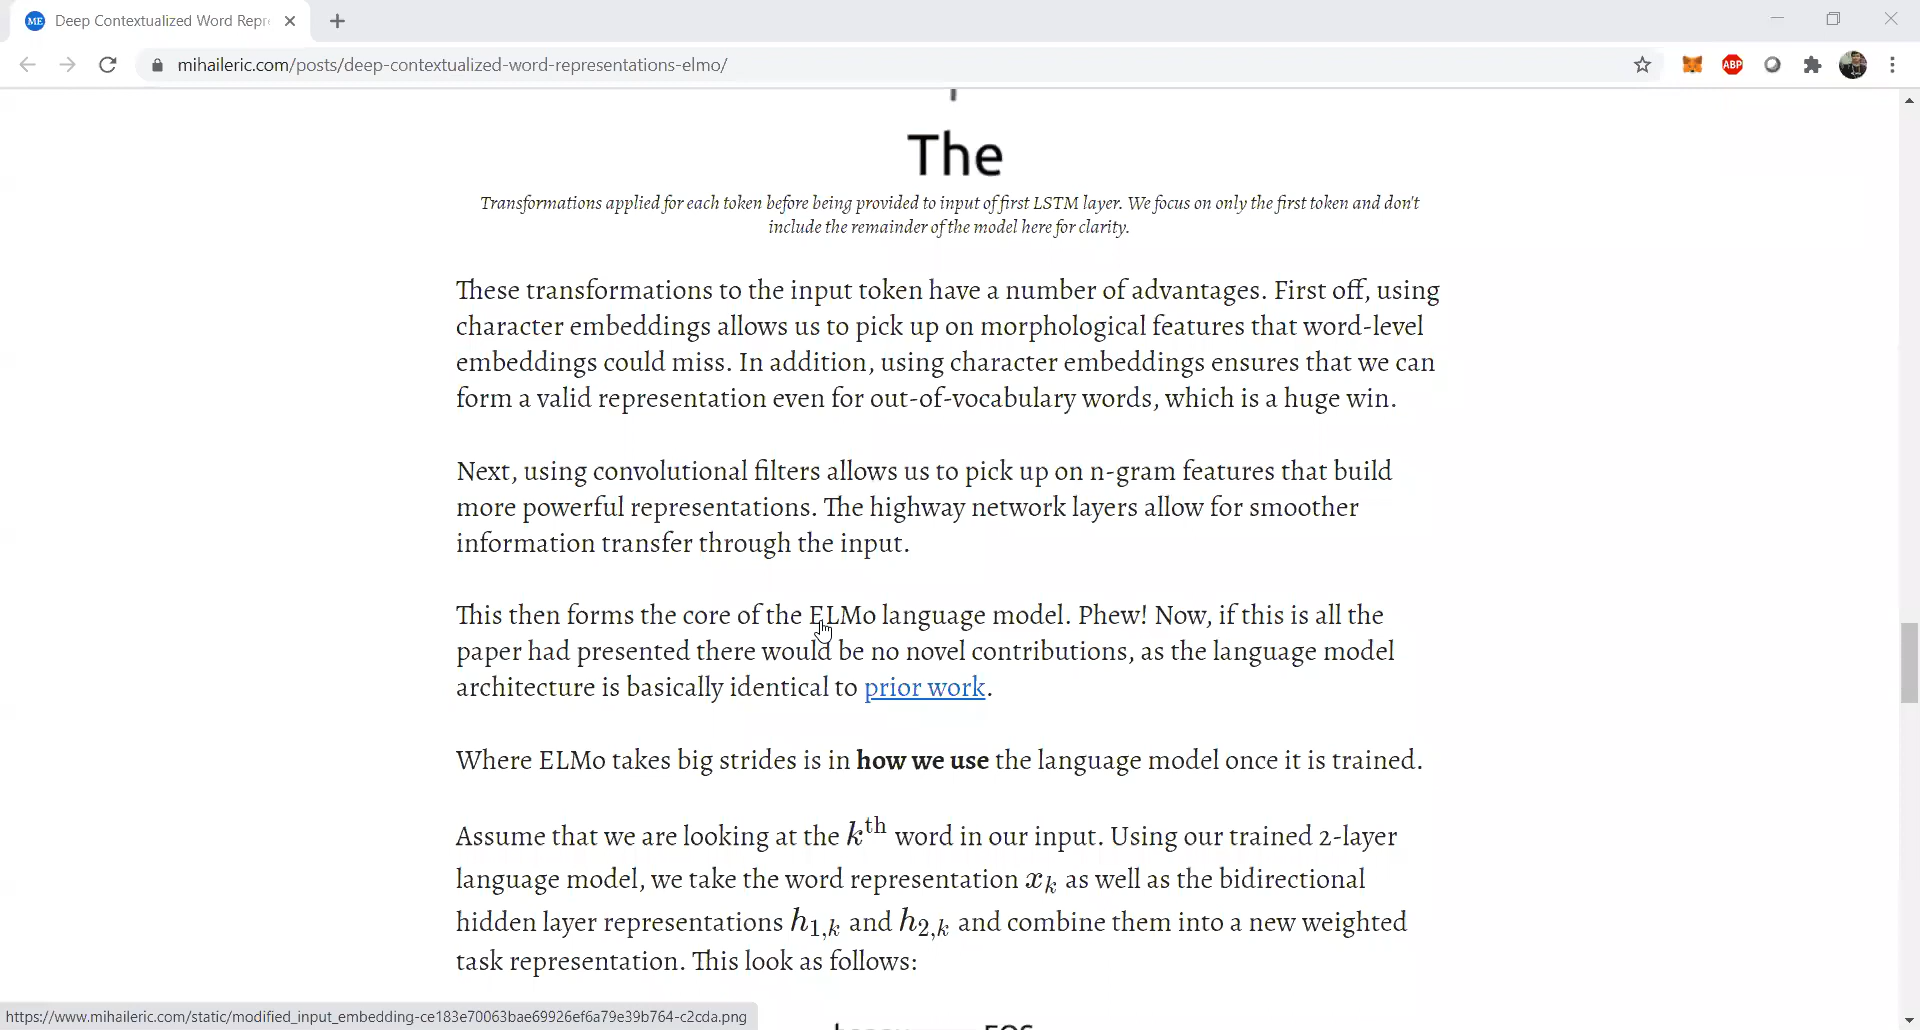 Deep Contextualized Word Repre
mihaileric.com/posts/deep-contextualized-word-representations-elmo/
ABP
The
Transformations applied for each token before being provided to input of first LSTM layer. We focus on only the first token and don't
include the remainder of the model here for clarity.
These transformations to the input token have a number of advantages. First off, using
character embeddings allows us to pick up on morphological features that word-level
embeddings could miss. In addition, using character embeddings ensures that we can
form a valid representation even for out-of-vocabulary words, which is a huge win.
Next, using convolutional filters allows us to pick up on n-gram features that build
more powerful representations. The highway network layers allow for smoother
information transfer through the input.
This then forms the core of the ELMo language model. Phew! Now, if this is all the
paper had presented there would be no novel contributions, as the language model
architecture is basically identical to prior work.
Where ELMo takes big strides is in how we use the language model once it is trained.
Assume that we are looking at the k^th word in our input. Using our trained 2-layer
language model, we take the word representation x_k as well as the bidirectional
hidden layer representations h_1,k and h_2,k and combine them into a new weighted
task representation. This look as follows:
https://www.mihaileric.com/static/modified_input_embedding-ce183e70063bae69926ef6a79e39b764-c2cda.png